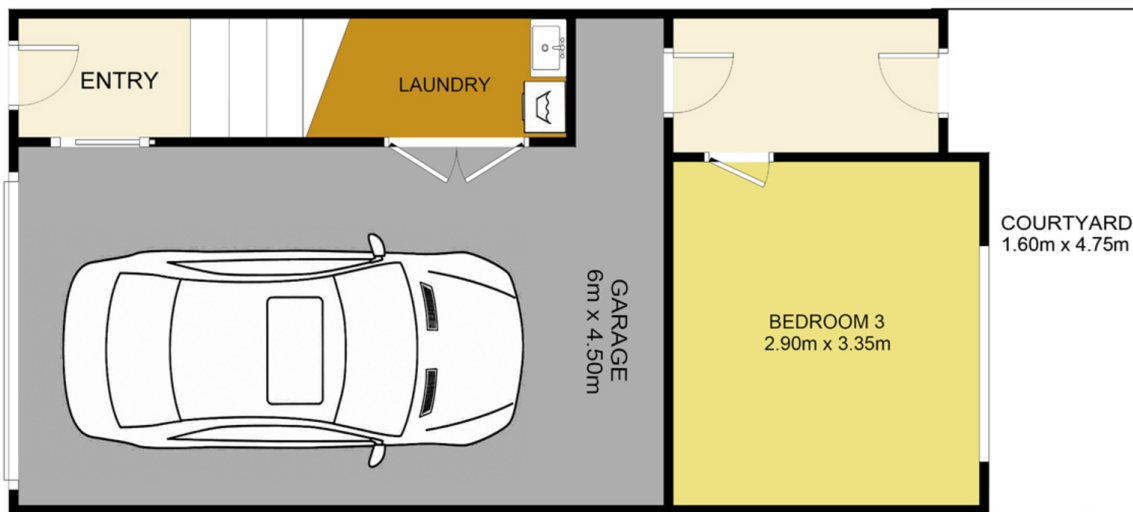 ENTRY
LAUNDRY
GARAGE
6m x 4.50m
BEDROOM 3
2.90m x 3.35m
COURTYARD
1.60m x 4.75m